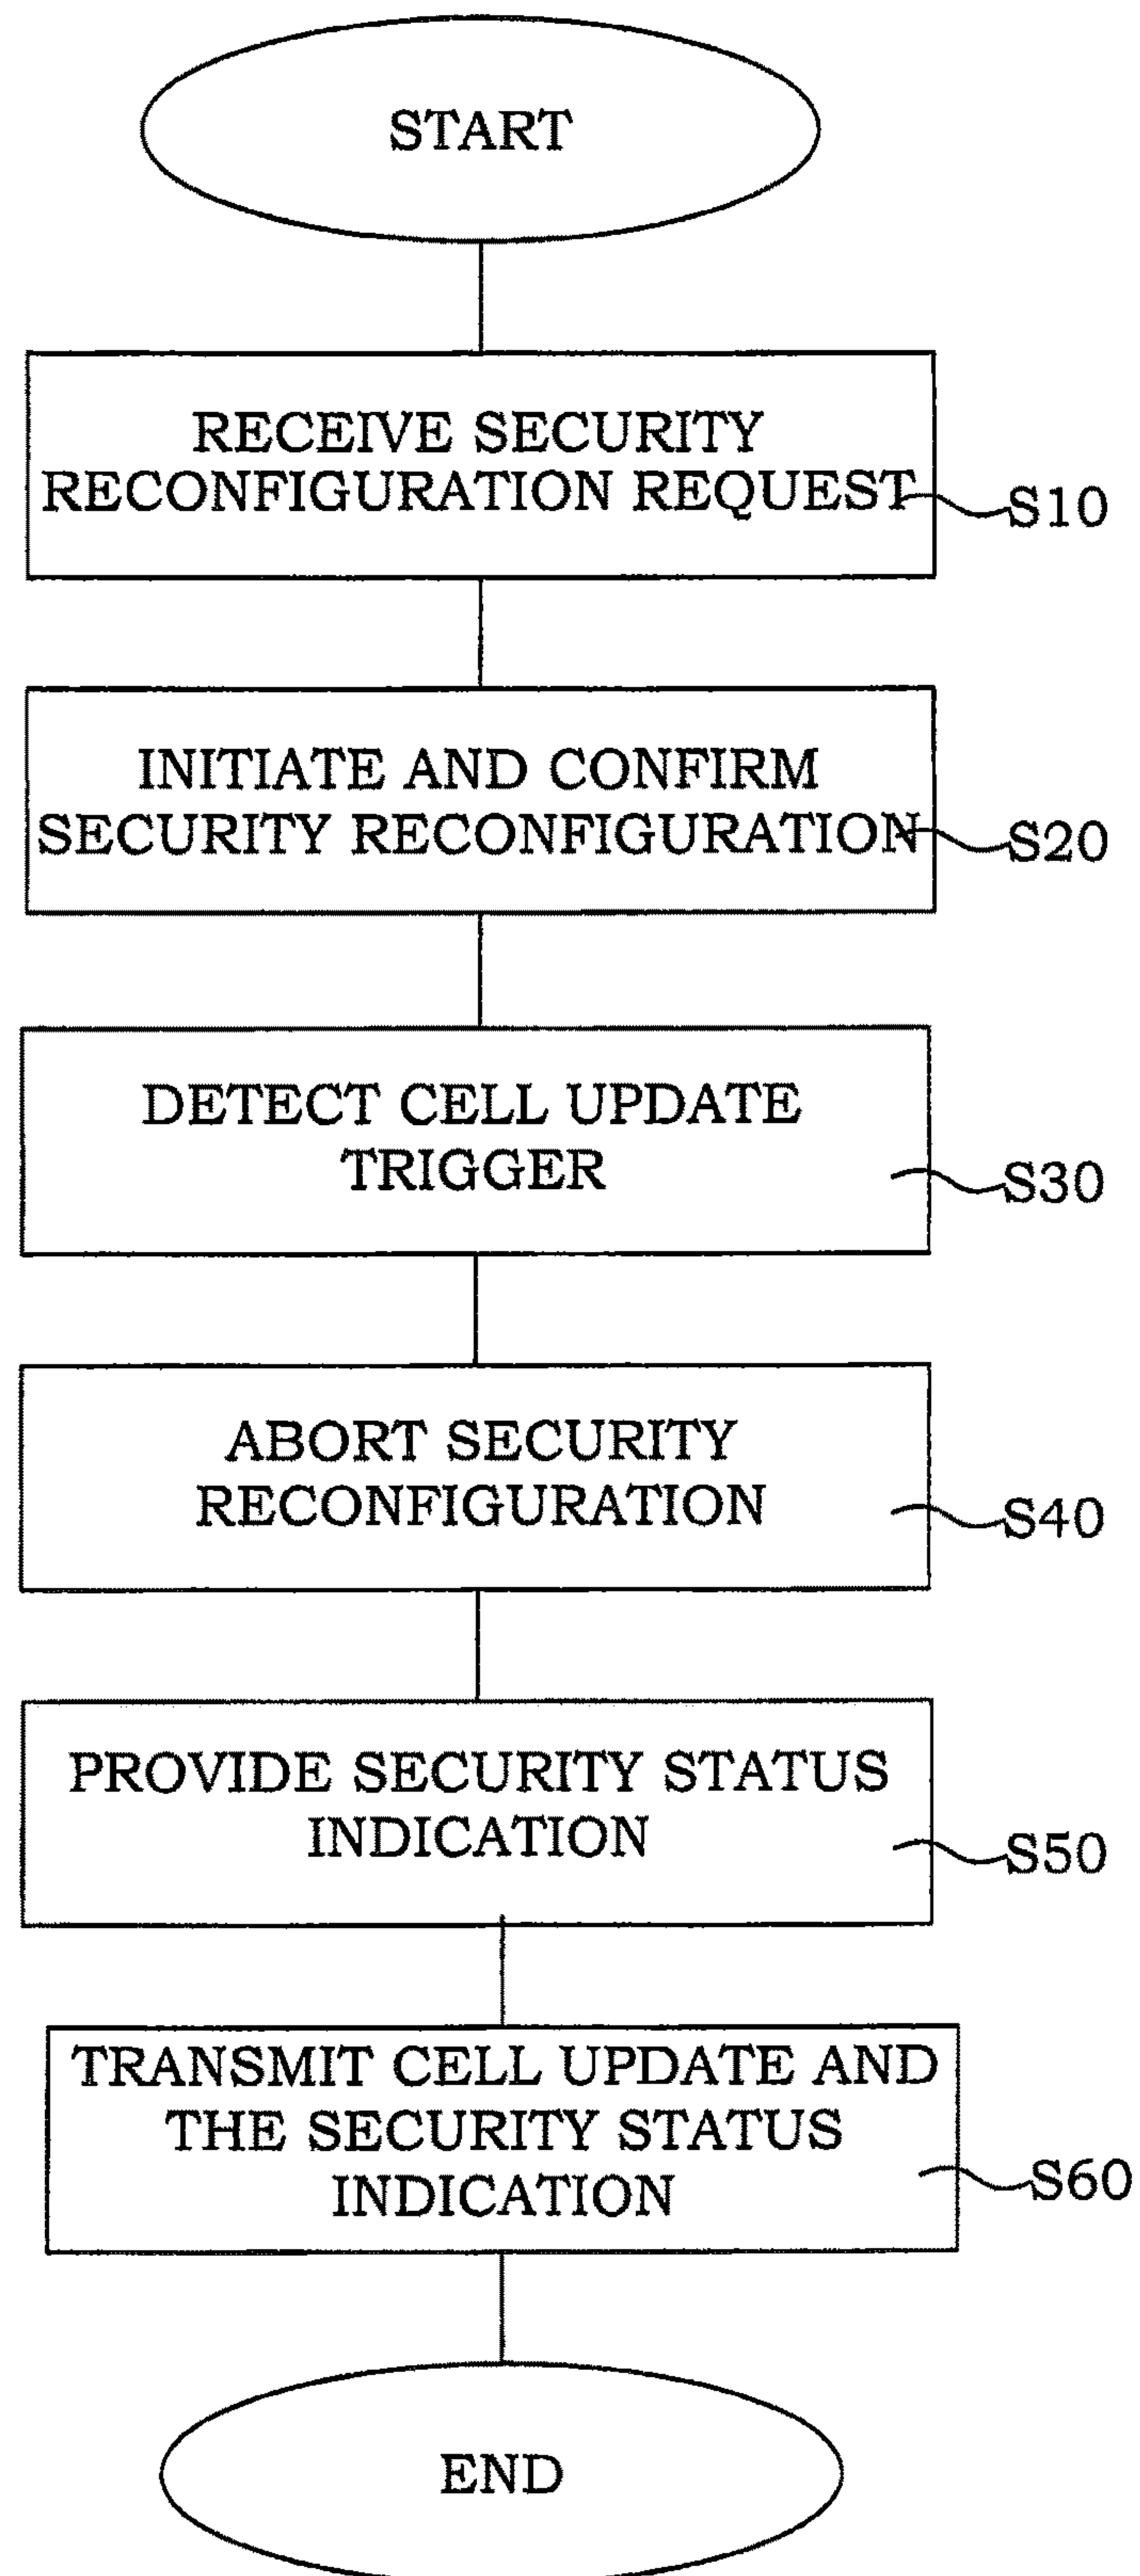 START
RECEIVE SECURITY
RECONFIGURATION REQUEST
S10
INITIATE AND CONFIRM
SECURITY RECONFIGURATION
S20
DETECT CELL UPDATE
TRIGGER
S30
ABORT SECURITY
RECONFIGURATION
S40
PROVIDE SECURITY STATUS
INDICATION
S50
TRANSMIT CELL UPDATE AND
THE SECURITY STATUS
INDICATION
S60
END